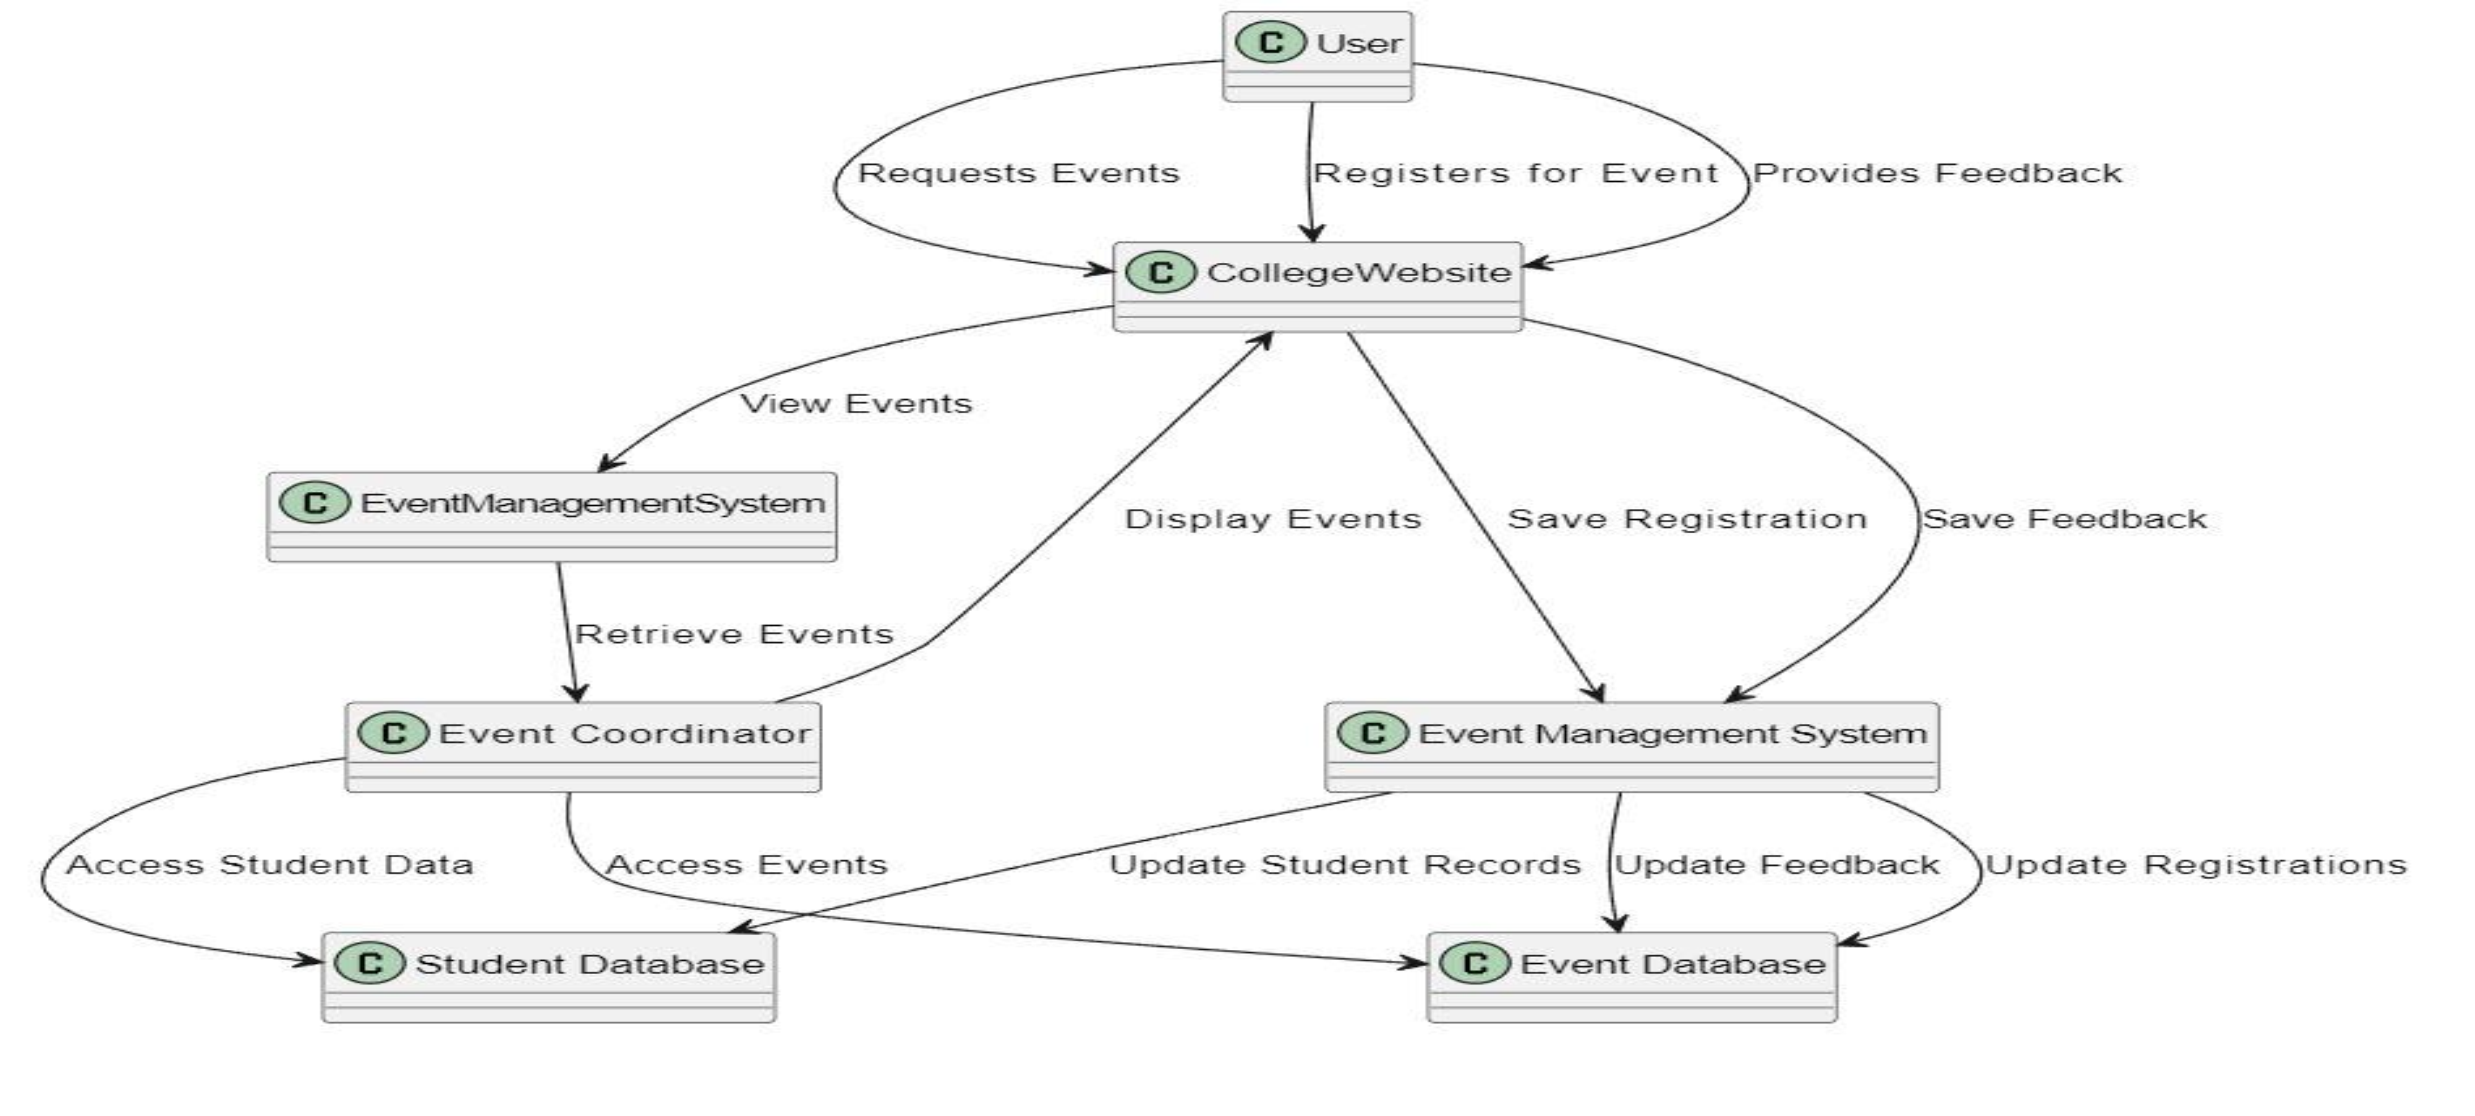 C User
Requests Events
Registers for Event
Provides Feedback
C CollegeWebsite
View Events
C EventManagementSystem
Display Events
Save Registration
Save Feedback
Retrieve Events
C Event Coordinator
C Event Management System
Access Student Data
Access Events
Update Student Records
Update Feedback
Update Registrations
C Student Database
C Event Database